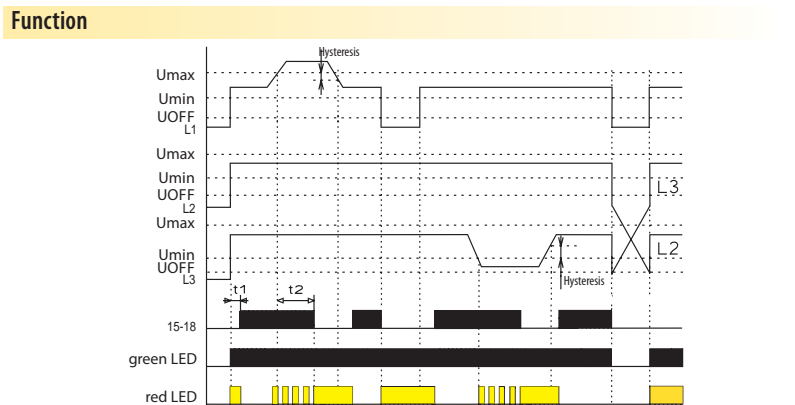 Function
Hysteresis
Umax
Umin
UOFF
L1
Umax
Umin
UOFF
L2
L3
Umax
Umin
UOFF
L3
L2
Hysteresis
t1
t2
15-18
green LED
red LED